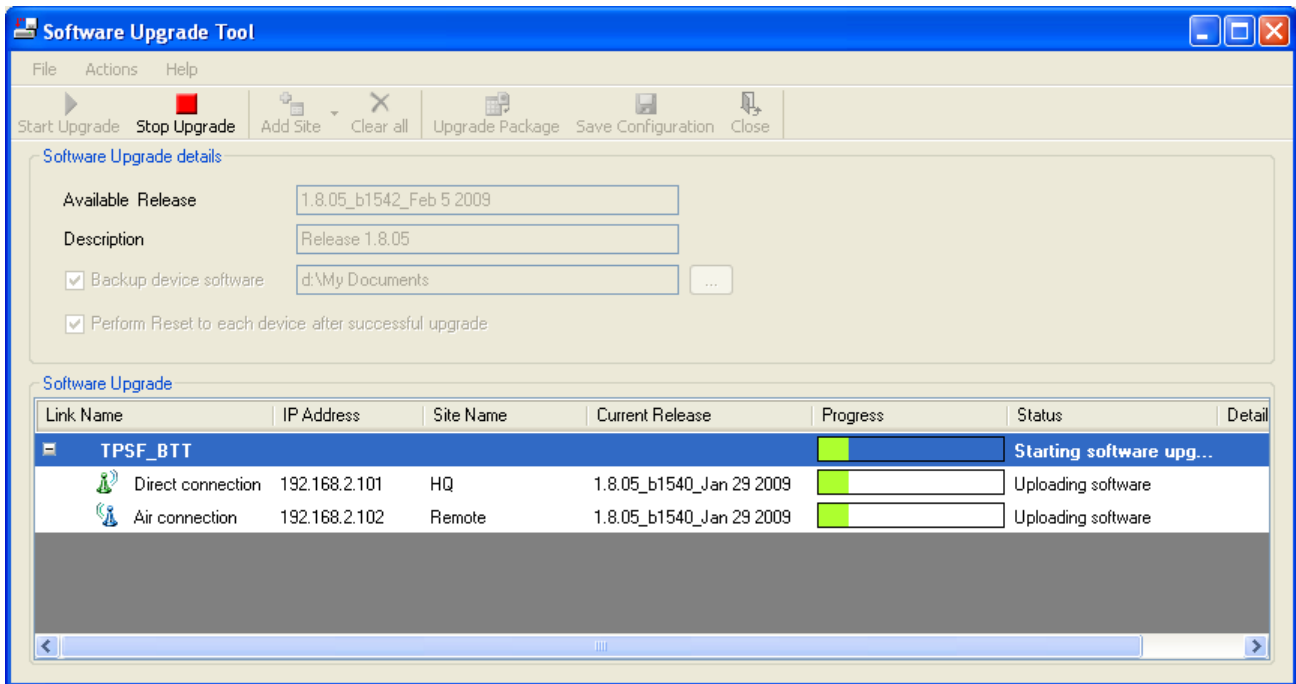 Software Upgrade Tool
File Actions Help
Start Upgrade Stop Upgrade Add Site Clear all Upgrade Package Save Configuration Close
Software Upgrade details
Available Release 1.8.05_b1542_Feb 5 2009
Description Release 1.8.05
Backup device software d:\My Documents ...
Perform Reset to each device after successful upgrade
Software Upgrade
Link Name IP Address Site Name Current Release Progress Status Detail
TPSF_BTT Starting software upg...
Direct connection 192.168.2.101 HQ 1.8.05_b1540_Jan 29 2009 Uploading software
Air connection 192.168.2.102 Remote 1.8.05_b1540_Jan 29 2009 Uploading software